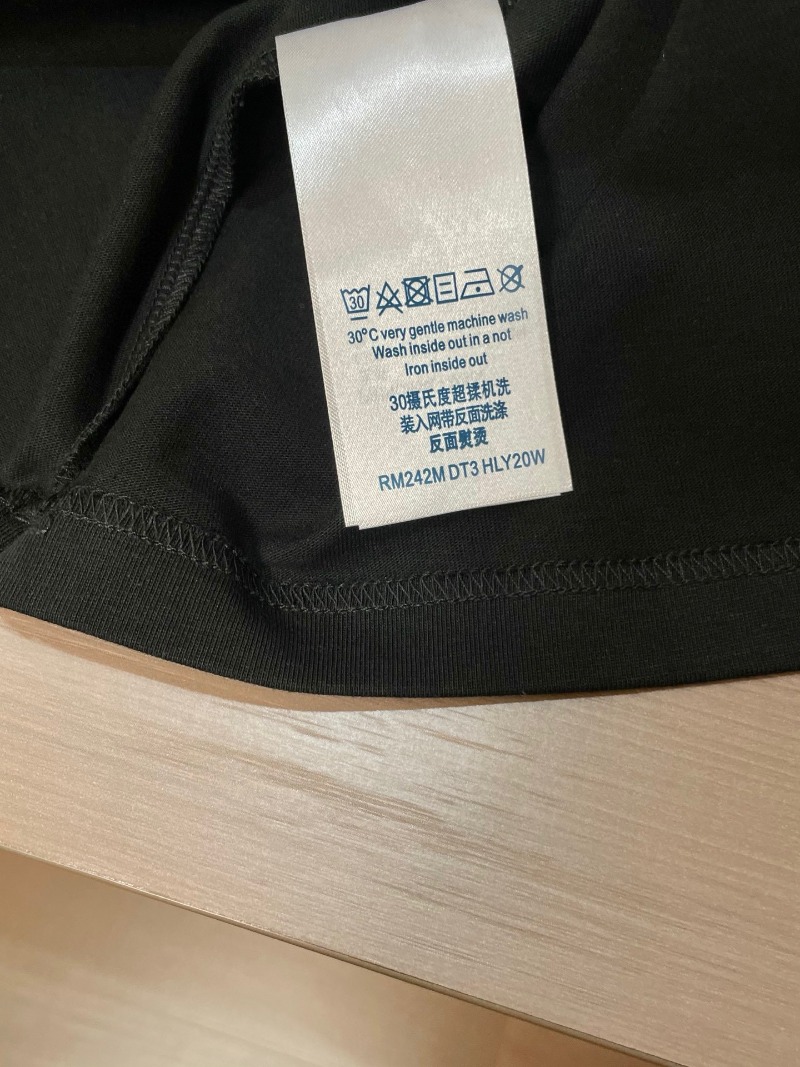 30
30°C very gentle machine wash
Wash inside out in a not
Iron inside out
30摄氏度超揉机洗
装入网带反面洗涤
反面熨烫
RM242M DT3 HLY20W